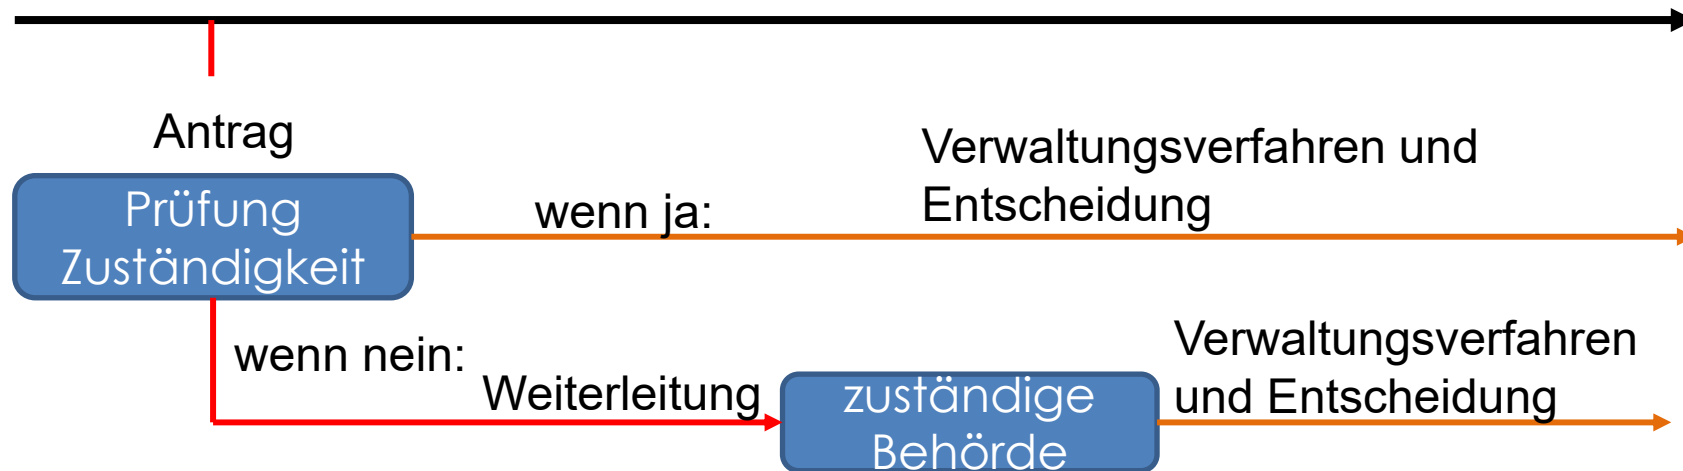 Antrag
Prüfung
Zuständigkeit
wenn ja:
Verwaltungsverfahren und
Entscheidung
wenn nein:
Weiterleitung
zuständige
Behörde
Verwaltungsverfahren
und Entscheidung